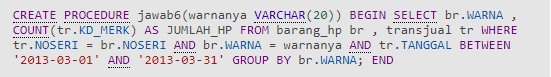 CREATE PROCEDURE jawab6(warnanya VARCHAR(20)) BEGIN SELECT br.WARNA ,
COUNT(tr.KD_MERK) AS JUMLAH_HP FROM barang_hp br , transjual tr WHERE
tr.NOSERI = br.NOSERI AND br.WARNA = warnanya AND tr.TANGGAL BETWEEN
'2013-03-01' AND '2013-03-31' GROUP BY br.WARNA; END